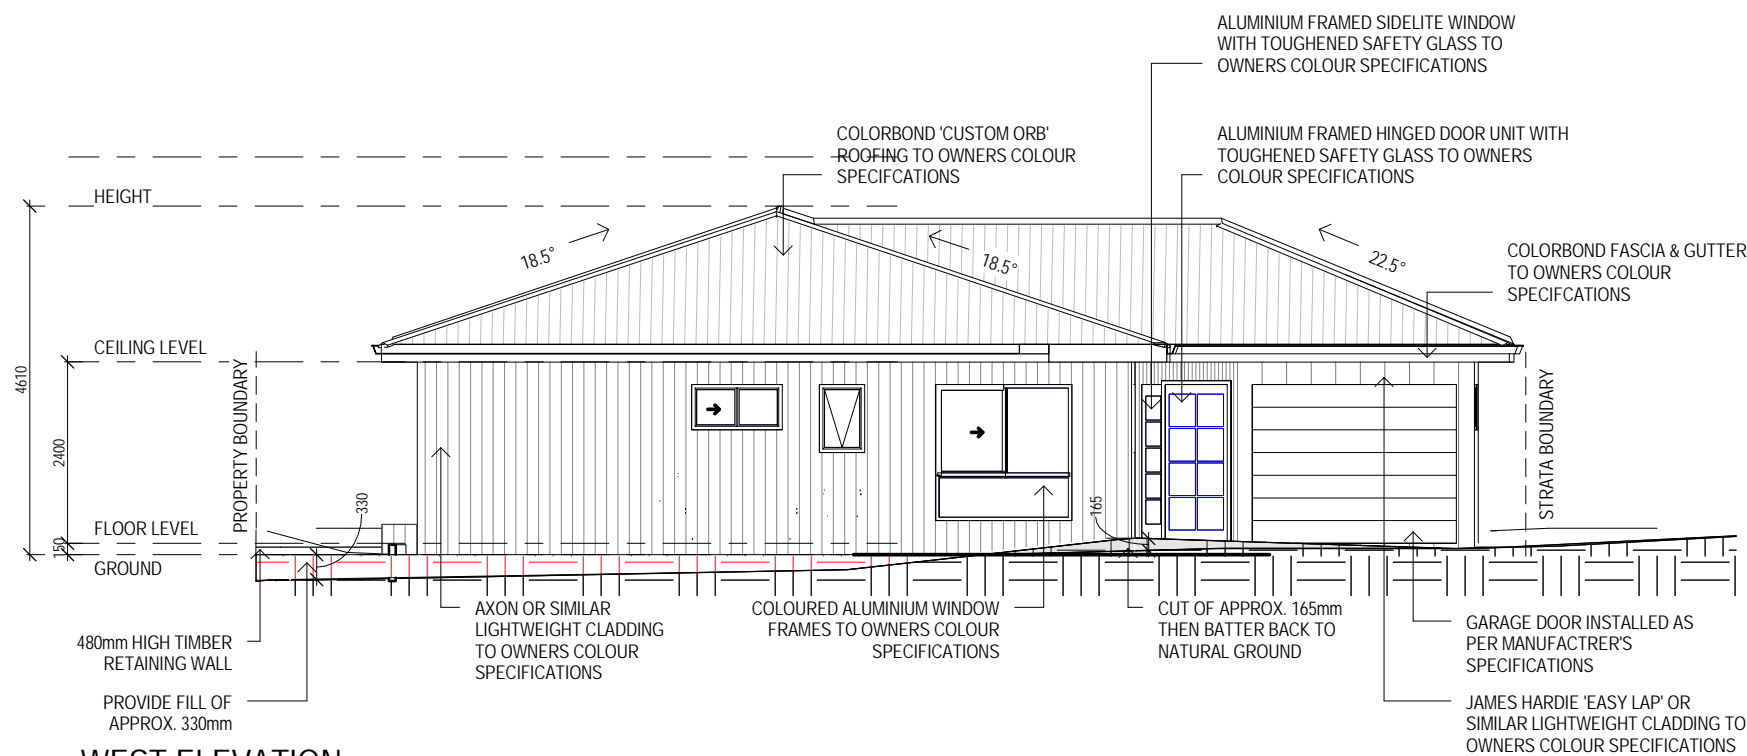 ALUMINIUM FRAMED SIDELITE WINDOW
WITH TOUGHENED SAFETY GLASS TO
OWNERS COLOUR SPECIFICATIONS
COLORBOND 'CUSTOM ORB'
ROOFING TO OWNERS COLOUR
SPECIFCATIONS
ALUMINIUM FRAMED HINGED DOOR UNIT WITH
TOUGHENED SAFETY GLASS TO OWNERS
COLOUR SPECIFICATIONS
HEIGHT
18.5°
18.5°
22.5°
COLORBOND FASCIA & GUTTER
TO OWNERS COLOUR
SPECIFCATIONS
CEILING LEVEL
4610
2400
150
PROPERTY BOUNDARY
STRATA BOUNDARY
330
165
FLOOR LEVEL
GROUND
480mm HIGH TIMBER
RETAINING WALL
PROVIDE FILL OF
APPROX. 330mm
AXON OR SIMILAR
LIGHTWEIGHT CLADDING
TO OWNERS COLOUR
SPECIFICATIONS
COLOURED ALUMINIUM WINDOW
FRAMES TO OWNERS COLOUR
SPECIFICATIONS
CUT OF APPROX. 165mm
THEN BATTER BACK TO
NATURAL GROUND
GARAGE DOOR INSTALLED AS
PER MANUFACTRER'S
SPECIFICATIONS
JAMES HARDIE 'EASY LAP' OR
SIMILAR LIGHTWEIGHT CLADDING TO
OWNERS COLOUR SPECIFICATIONS
WEST ELEVATION